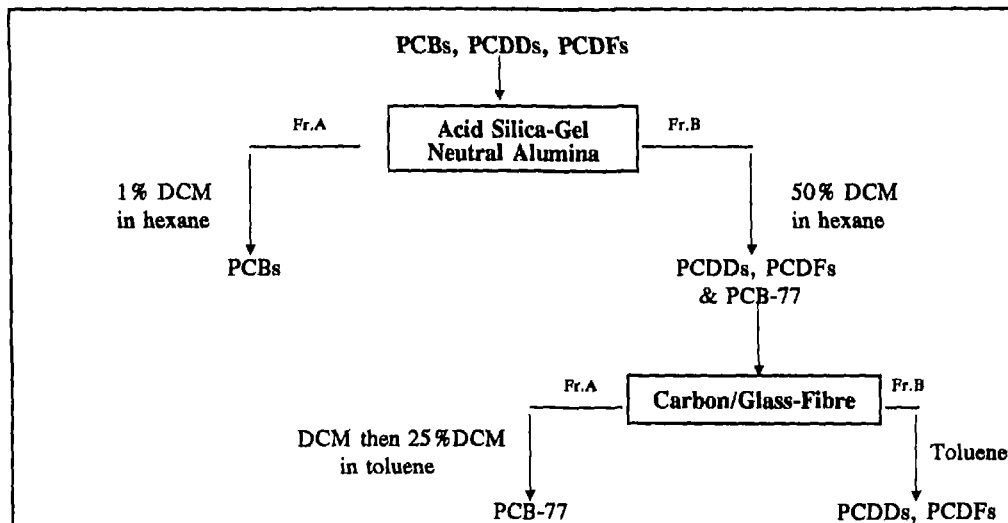 PCBs, PCDDs, PCDFs
Fr.A
Acid Silica-Gel
Neutral Alumina
Fr.B
1% DCM
in hexane
50% DCM
in hexane
PCBs
PCDDs, PCDFs
& PCB-77
Fr.A
Carbon/Glass-Fibre
Fr.B
DCM then 25%DCM
in toluene
Toluene
PCB-77
PCDDs, PCDFs